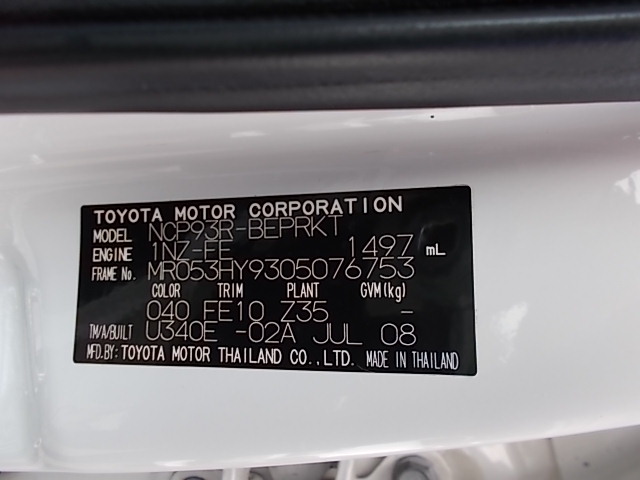 TOYOTA MOTOR CORPORATION
MODEL NCP93R-BEPRKT
ENGINE 1NZ-FE 1497 mL
FRAME No. MR053HY9305076753
COLOR TRIM PLANT GVM(kg)
040 FE10 Z35 -
TM/A/BUILT U340E -02A JUL 08
MFD.BY: TOYOTA MOTOR THAILAND CO.,LTD. MADE IN THAILAND